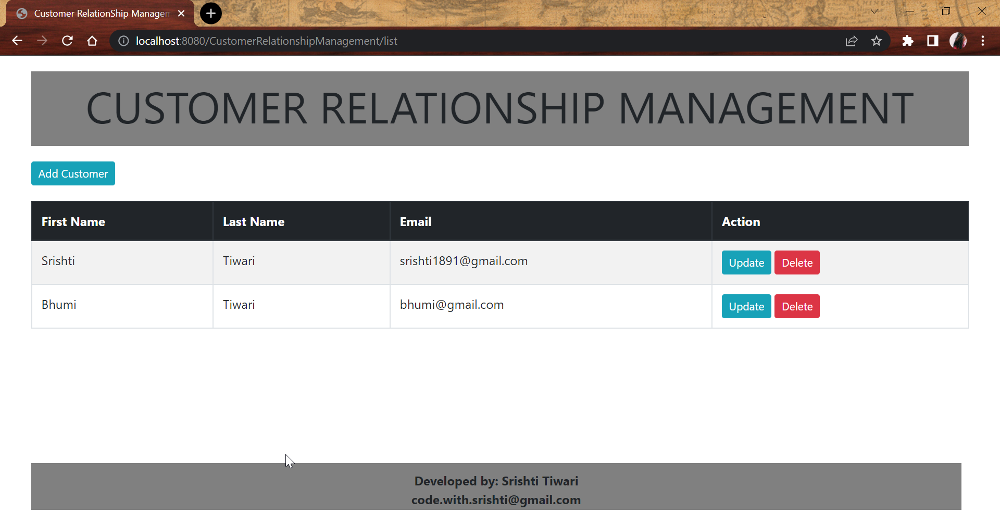 Customer RelationShip Managem
localhost:8080/CustomerRelationshipManagement/list
CUSTOMER RELATIONSHIP MANAGEMENT
Add Customer
First Name Last Name Email Action
Srishti Tiwari srishti1891@gmail.com Update Delete
Bhumi Tiwari bhumi@gmail.com Update Delete
Developed by: Srishti Tiwari
code.with.srishti@gmail.com